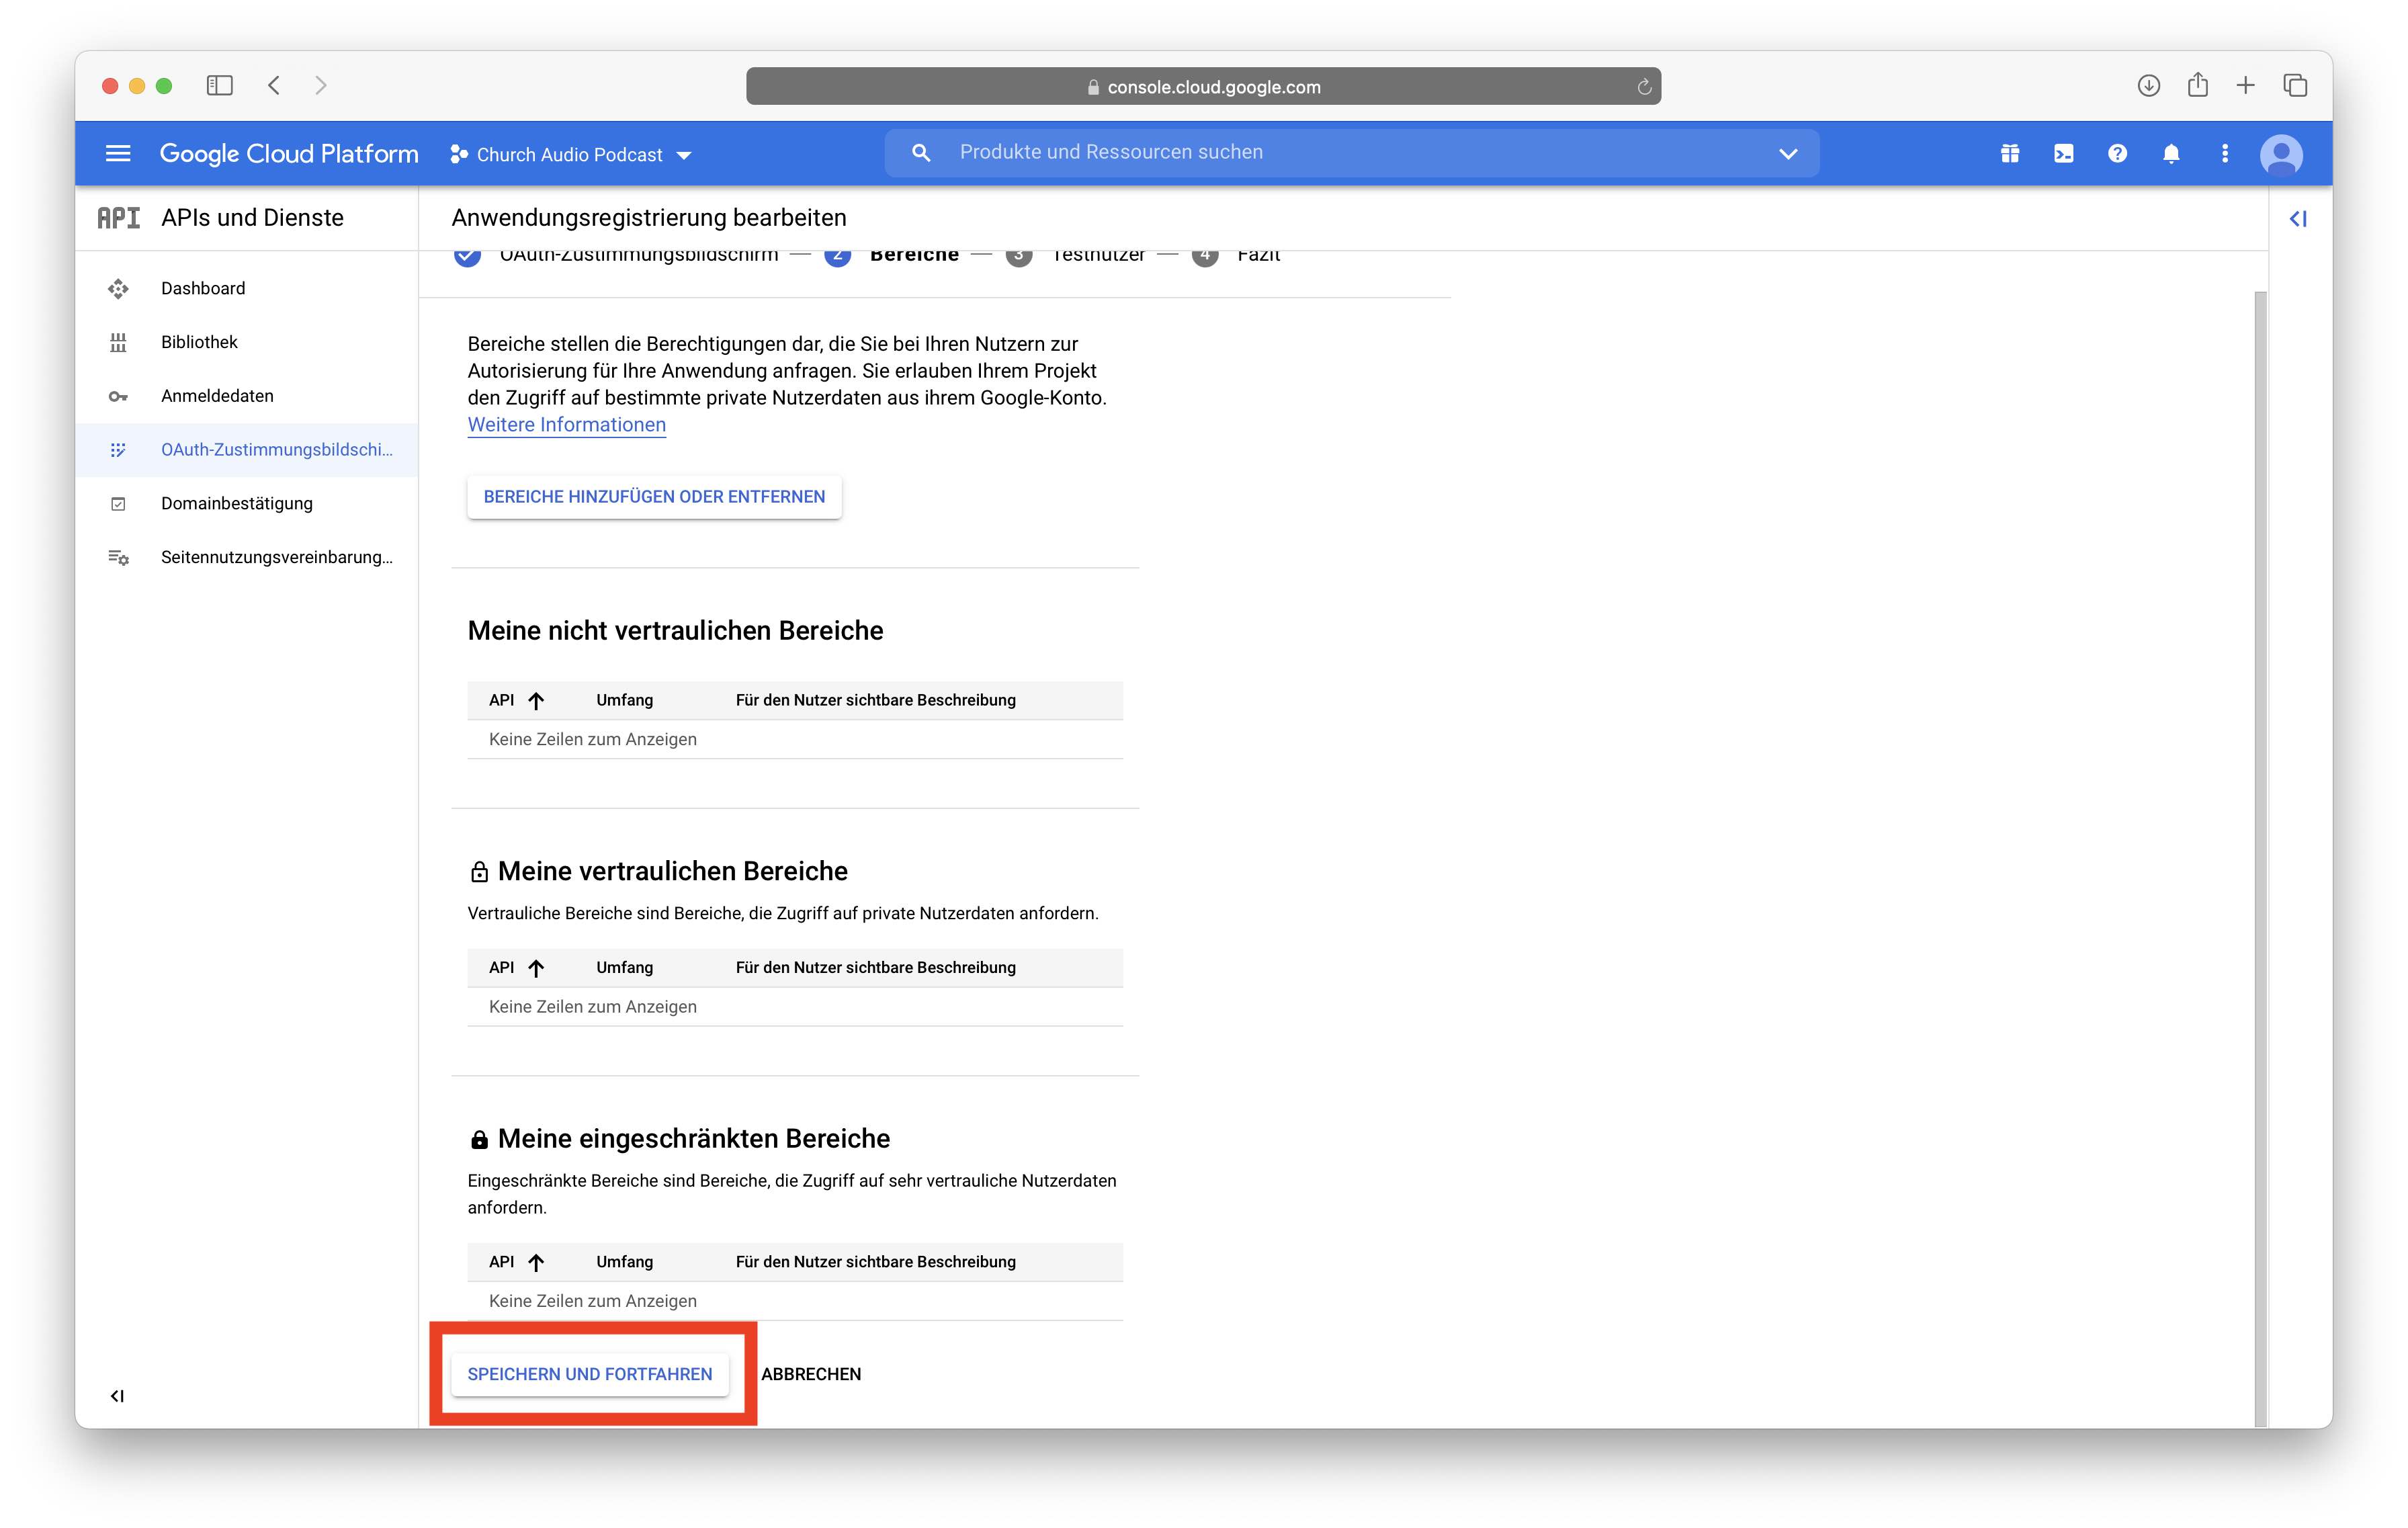 console.cloud.google.com
Google Cloud Platform
Church Audio Podcast
Produkte und Ressourcen suchen
API
APIs und Dienste
Anwendungsregistrierung bearbeiten
OAuth-Zustimmungsbildschirm — 2 Bereiche — 3 Testnutzer — 4 Fazit
Dashboard
Bibliothek
Anmeldedaten
OAuth-Zustimmungsbildschi...
Domainbestätigung
Seitennutzungsvereinbarung...
Bereiche stellen die Berechtigungen dar, die Sie bei Ihren Nutzern zur
Autorisierung für Ihre Anwendung anfragen. Sie erlauben Ihrem Projekt
den Zugriff auf bestimmte private Nutzerdaten aus ihrem Google-Konto.
Weitere Informationen
BEREICHE HINZUFÜGEN ODER ENTFERNEN
Meine nicht vertraulichen Bereiche
API Umfang Für den Nutzer sichtbare Beschreibung
Keine Zeilen zum Anzeigen
Meine vertraulichen Bereiche
Vertrauliche Bereiche sind Bereiche, die Zugriff auf private Nutzerdaten anfordern.
API Umfang Für den Nutzer sichtbare Beschreibung
Keine Zeilen zum Anzeigen
Meine eingeschränkten Bereiche
Eingeschränkte Bereiche sind Bereiche, die Zugriff auf sehr vertrauliche Nutzerdaten
anfordern.
API Umfang Für den Nutzer sichtbare Beschreibung
Keine Zeilen zum Anzeigen
SPEICHERN UND FORTFAHREN
ABBRECHEN